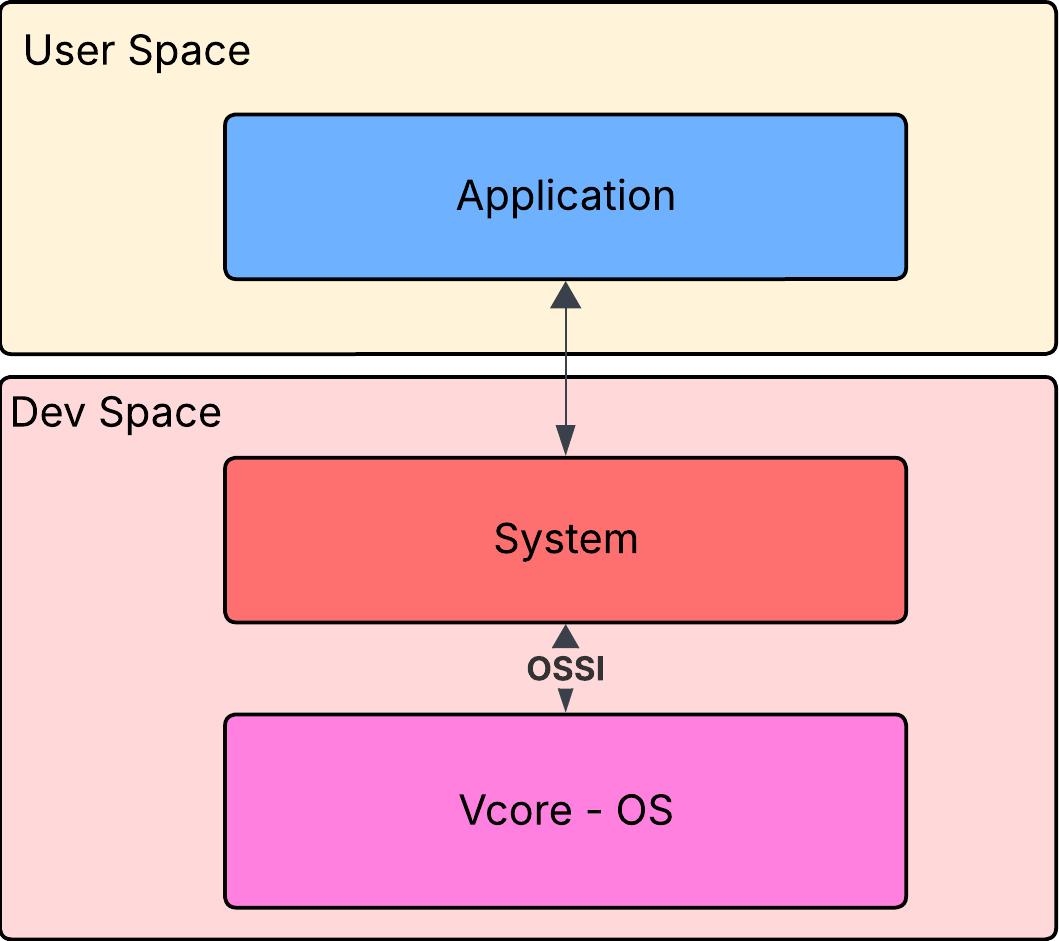 User Space
Application
Dev Space
System
OSSI
Vcore - OS